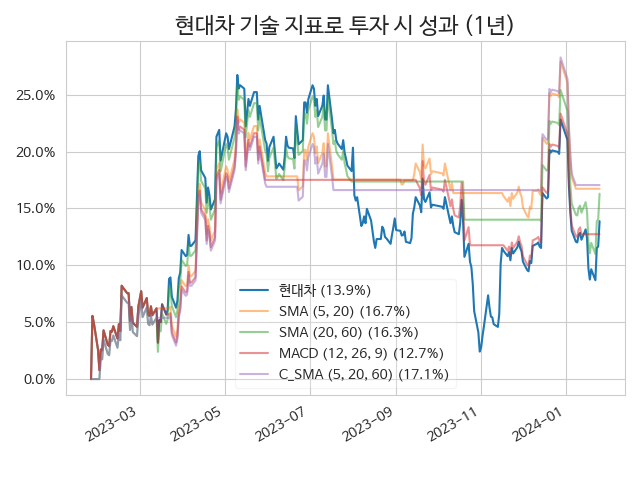 현대차 기술 지표로 투자 시 성과 (1년)
25.0%
20.0%
15.0%
10.0%
5.0%
0.0%
현대차 (13.9%)
SMA (5, 20) (16.7%)
SMA (20, 60) (16.3%)
MACD (12, 26, 9) (12.7%)
C_SMA (5, 20, 60) (17.1%)
2023-03
2023-05
2023-07
2023-09
2023-11
2024-01